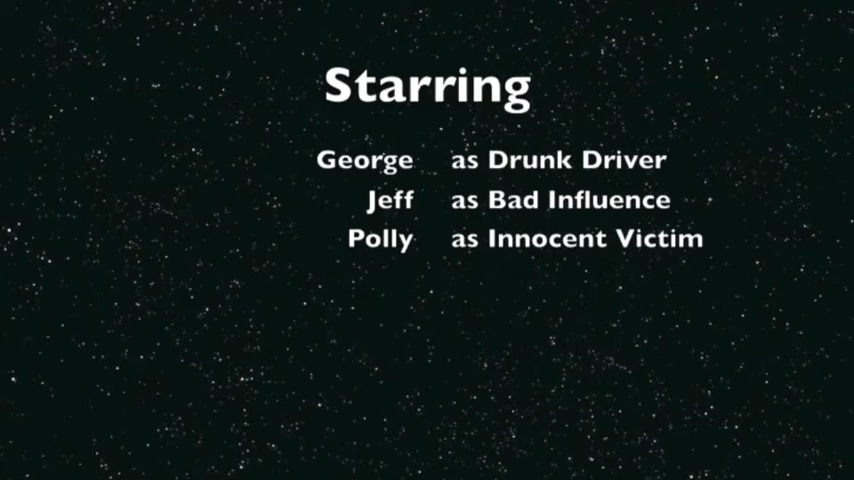 Starring
George as Drunk Driver
Jeff as Bad Influence
Polly as Innocent Victim